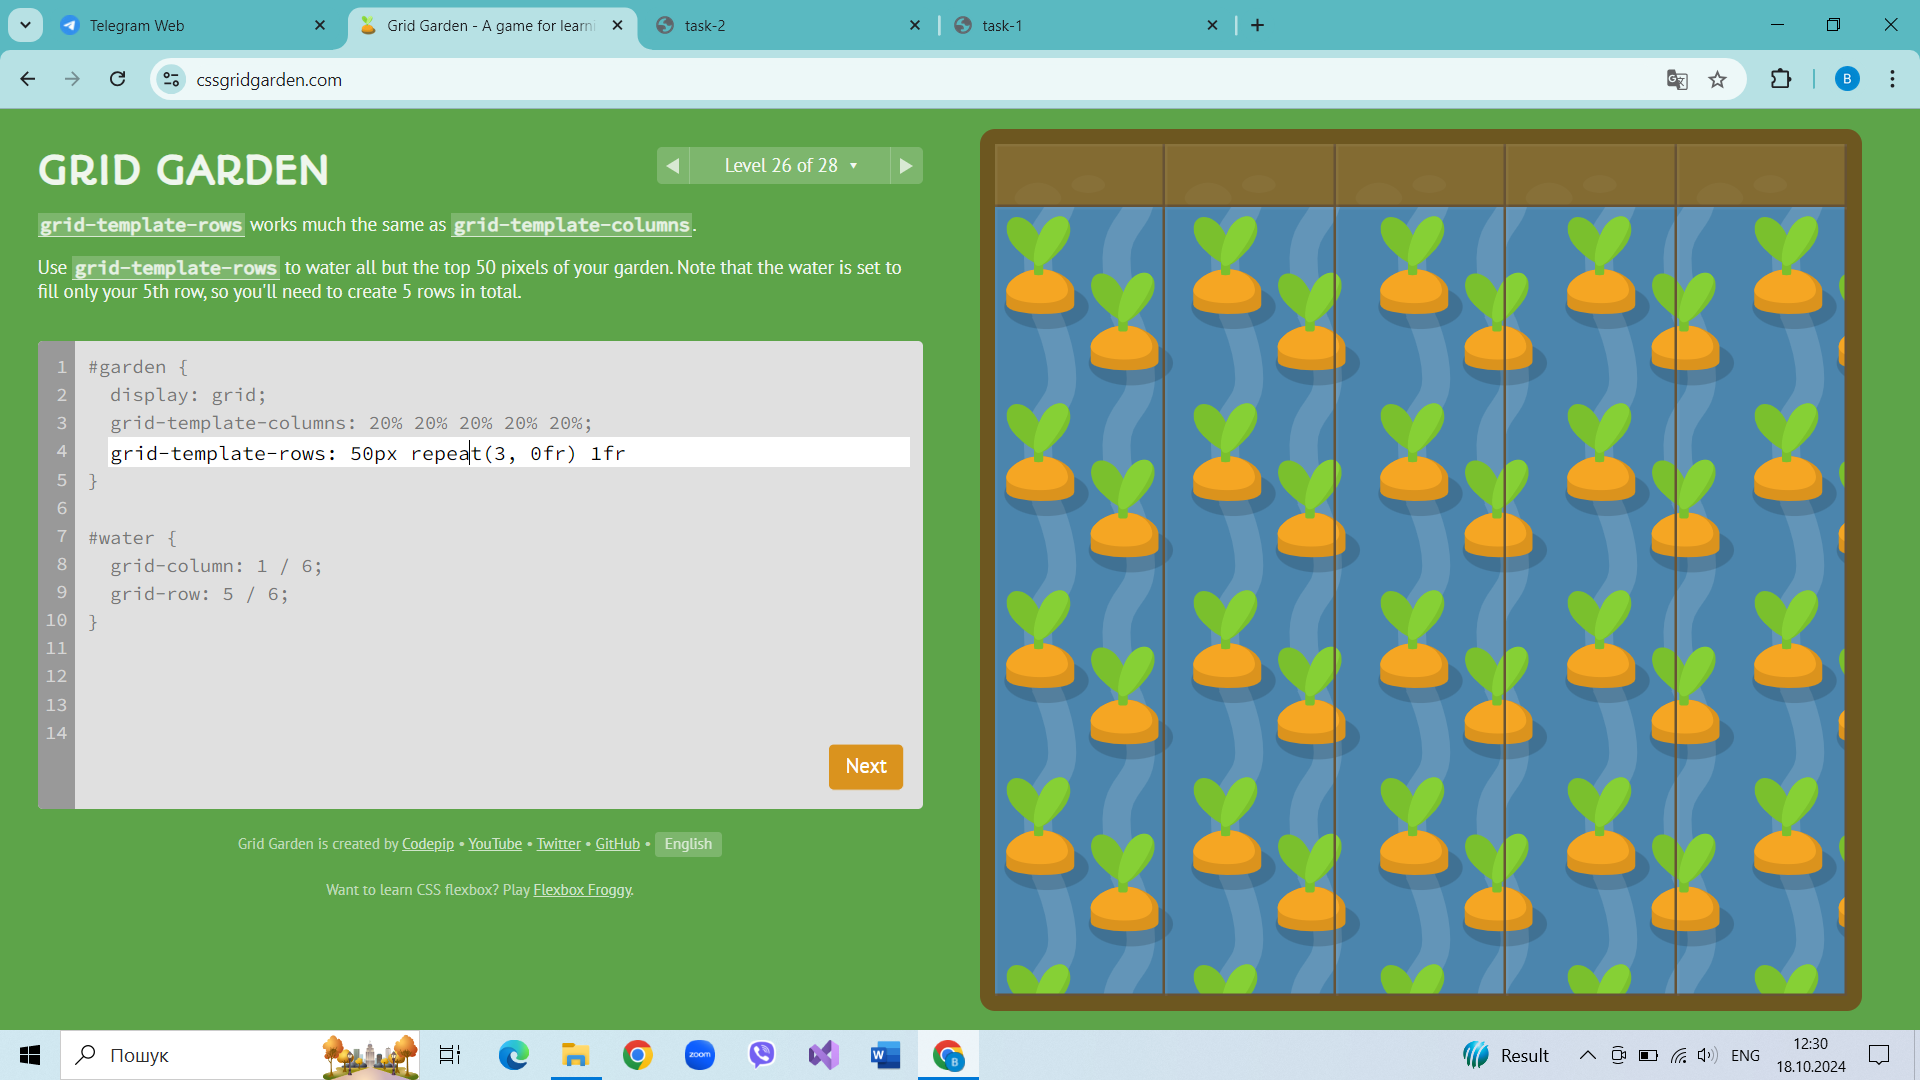 Telegram Web
Grid Garden - A game for learni
task-2
task-1
cssgridgarden.com
B
GRID GARDEN
Level 26 of 28
grid-template-rows works much the same as grid-template-columns.
Use grid-template-rows to water all but the top 50 pixels of your garden. Note that the water is set to
fill only your 5th row, so you'll need to create 5 rows in total.
1 #garden {
2 display: grid;
3 grid-template-columns: 20% 20% 20% 20% 20%;
4 grid-template-rows: 50px repeat(3, 0fr) 1fr
5 }
6
7 #water {
8 grid-column: 1 / 6;
9 grid-row: 5 / 6;
10 }
11
12
13
14
Next
Grid Garden is created by Codepip • YouTube • Twitter • GitHub • English
Want to learn CSS flexbox? Play Flexbox Froggy.
Пошук
zoom
W
B
Result
ENG
12:30
18.10.2024